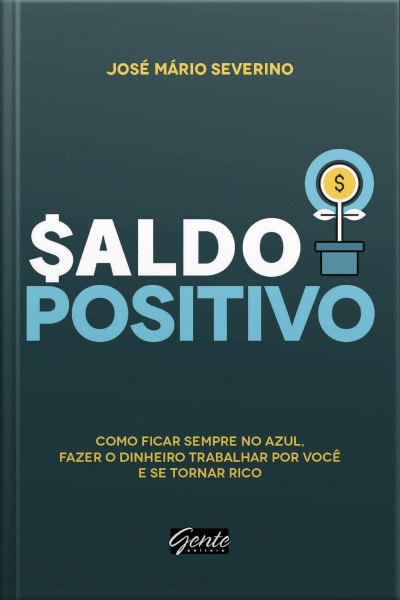 JOSÉ MÁRIO SEVERINO
$
$ALDO
POSITIVO
COMO FICAR SEMPRE NO AZUL,
FAZER O DINHEIRO TRABALHAR POR VOCÊ
E SE TORNAR RICO
Gente
editora